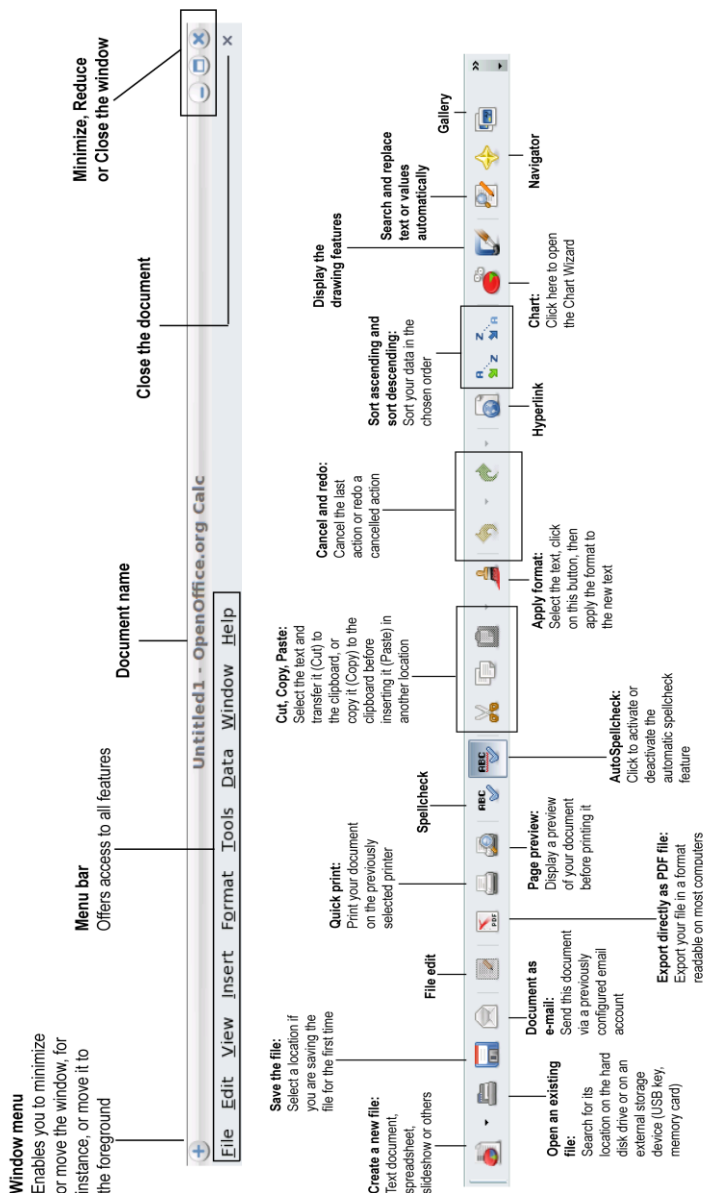 Window menu
Enables you to minimize
or move the window, for
instance, or move it to
the foreground
Menu bar
Offers access to all features
Document name
Close the document
Minimize, Reduce
or Close the window
Untitled1 - OpenOffice.org Calc
File Edit View Insert Format Tools Data Window Help
Create a new file:
Text document,
spreadsheet,
slideshow or others
Save the file:
Select a location if
you are saving the
file for the first time
File edit
Quick print:
Print your document
on the previously
selected printer
Spellcheck
Cut, Copy, Paste:
Select the text and
transfer it (Cut) to
the clipboard, or
copy it (Copy) to the
clipboard before
inserting it (Paste) in
another location
Cancel and redo:
Cancel the last
action or redo a
cancelled action
Sort ascending and
sort descending:
Sort your data in the
chosen order
Display the
drawing features
Search and replace
text or values
automatically
Gallery
PDF
ABC
ABC
A
Z
Z
A
Open an existing
file:
Search for its
location on the hard
disk drive or on an
external storage
device (USB key,
memory card)
Document as
e-mail:
Send this document
via a previously
configured email
account
Export directly as PDF file:
Export your file in a format
readable on most computers
Page preview:
Display a preview
of your document
before printing it
AutoSpellcheck:
Click to activate or
deactivate the
automatic spellcheck
feature
Apply format:
Select the text, click
on this button, then
apply the format to
the new text
Hyperlink
Chart:
Click here to open
the Chart Wizard
Navigator